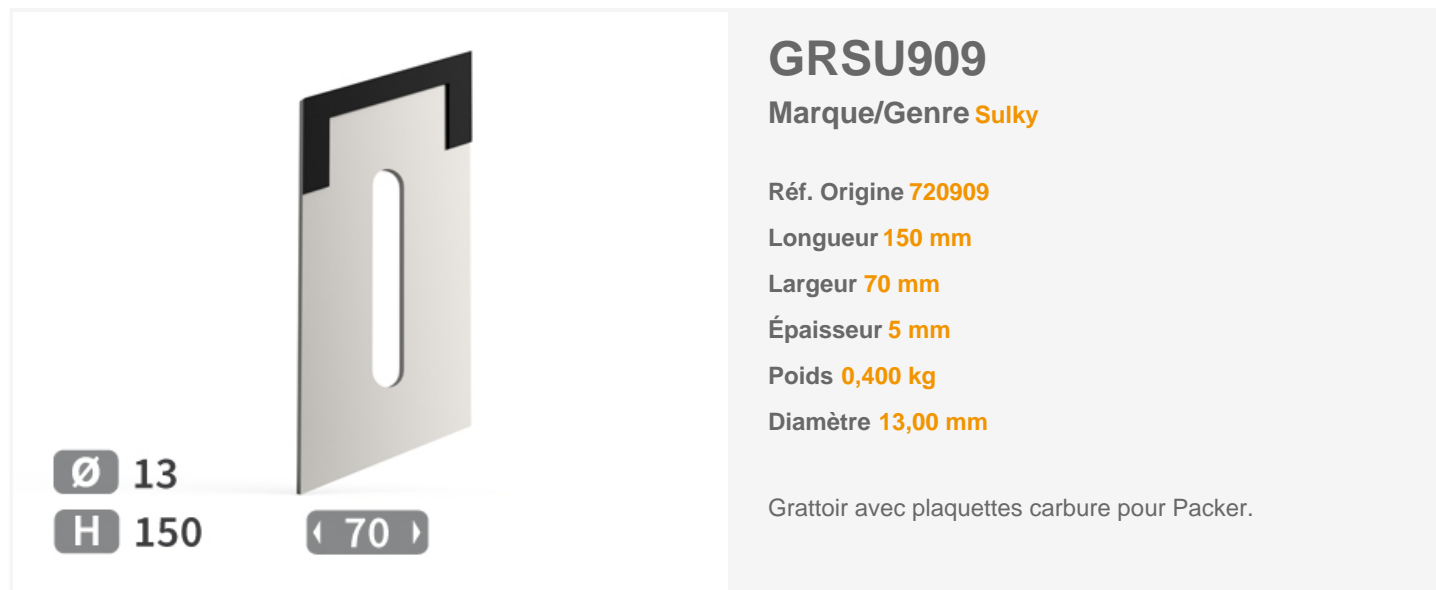 GRSU909
Marque/Genre Sulky
Réf. Origine 720909
Longueur 150 mm
Largeur 70 mm
Épaisseur 5 mm
Poids 0,400 kg
Diamètre 13,00 mm
Grattoir avec plaquettes carbure pour Packer.
Ø 13
H 150
70